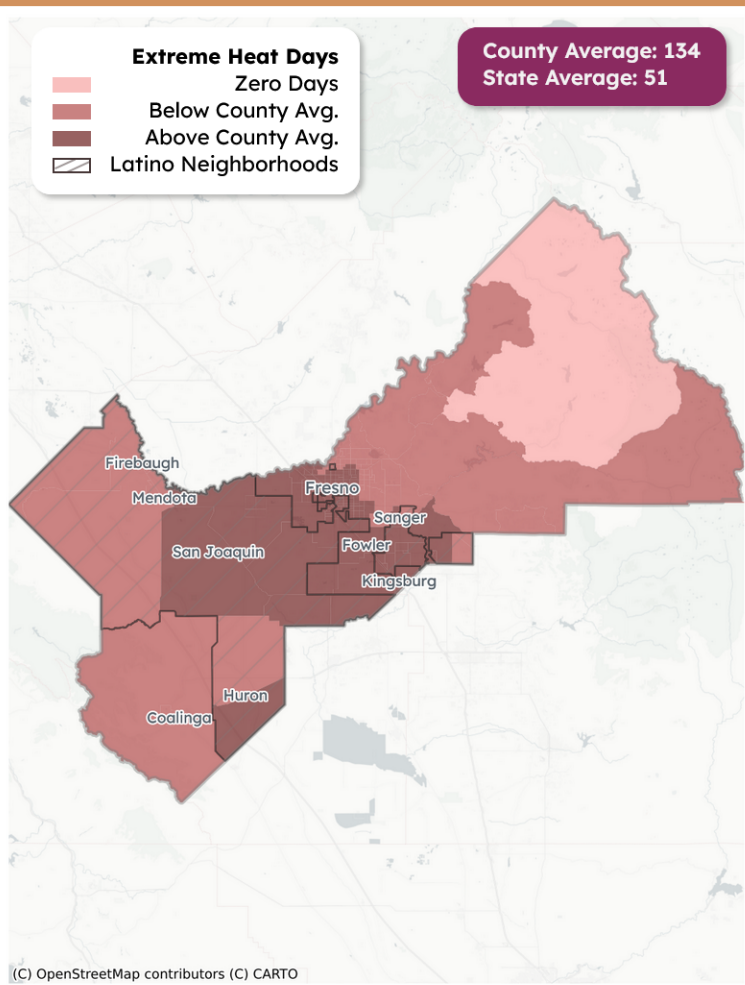 Extreme Heat Days
Zero Days
Below County Avg.
Above County Avg.
Latino Neighborhoods
County Average: 134
State Average: 51
Firebaugh
Mendota
Fresno
Sanger
San Joaquin
Fowler
Kingsburg
Huron
Coalinga
(C) OpenStreetMap contributors (C) CARTO